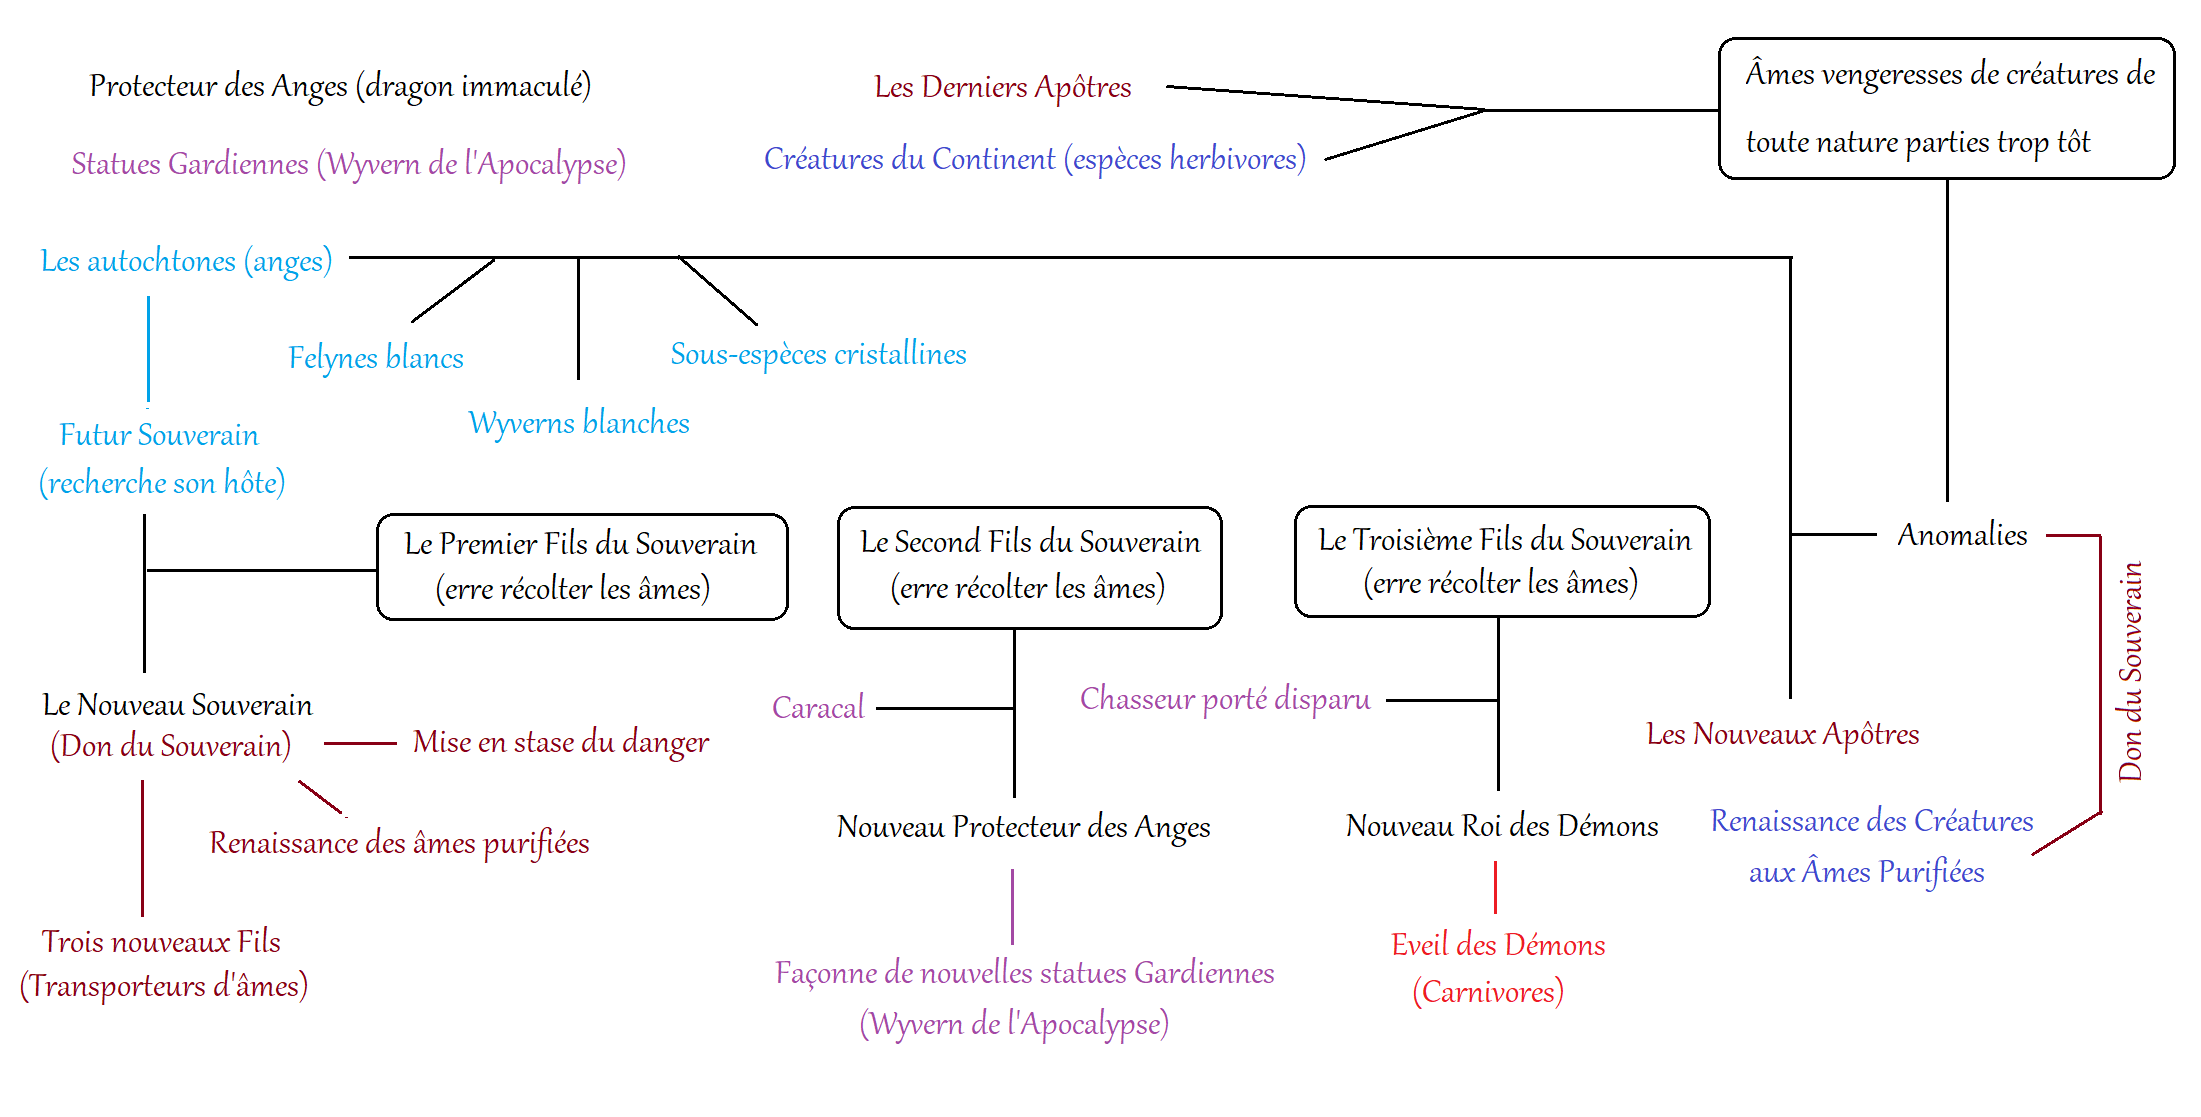 Protecteur des Anges (dragon immaculé)
Statues Gardiennes (Wyvern de l'Apocalypse)
Les Derniers Apôtres
Créatures du Continent (espèces herbivores)
Âmes vengeresses de créatures de
toute nature parties trop tôt
Les autochtones (anges)
Felynes blancs
Wyverns blanches
Sous-espèces cristallines
Futur Souverain
(recherche son hôte)
Le Premier Fils du Souverain
(erre récolter les âmes)
Le Second Fils du Souverain
(erre récolter les âmes)
Le Troisième Fils du Souverain
(erre récolter les âmes)
Anomalies
Don du Souverain
Le Nouveau Souverain
(Don du Souverain)
Mise en stase du danger
Renaissance des âmes purifiées
Trois nouveaux Fils
(Transporteurs d'âmes)
Caracal
Nouveau Protecteur des Anges
Façonne de nouvelles statues Gardiennes
(Wyvern de l'Apocalypse)
Chasseur porté disparu
Nouveau Roi des Démons
Eveil des Démons
(Carnivores)
Les Nouveaux Apôtres
Renaissance des Créatures
aux Âmes Purifiées